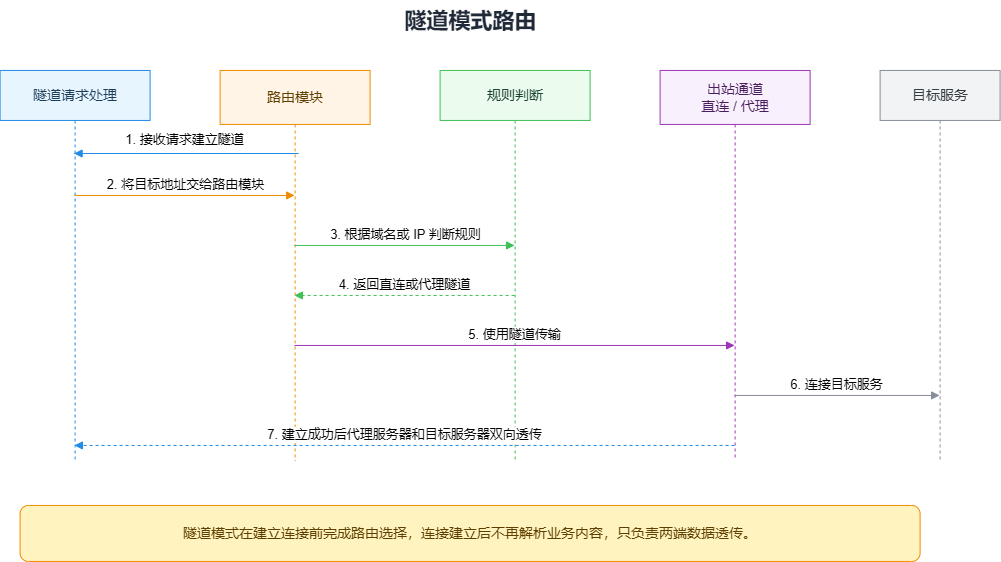 隧道模式路由
隧道请求处理
路由模块
规则判断
出站通道
直连 / 代理
目标服务
1. 接收请求建立隧道
2. 将目标地址交给路由模块
3. 根据域名或 IP 判断规则
4. 返回直连或代理隧道
5. 使用隧道传输
6. 连接目标服务
7. 建立成功后代理服务器和目标服务器双向透传
隧道模式在建立连接前完成路由选择，连接建立后不再解析业务内容，只负责两端数据透传。